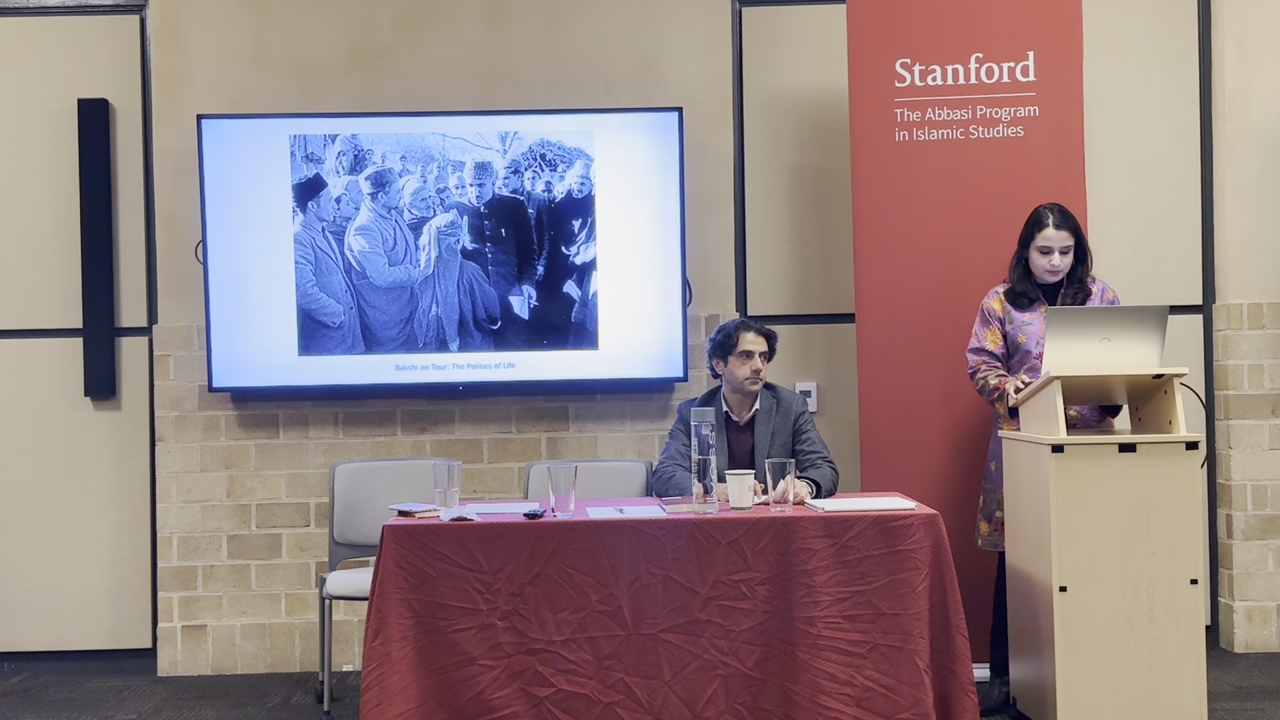 Stanford
The Abbasi Program
in Islamic Studies
Bakshi on Tour: The Politics of Life